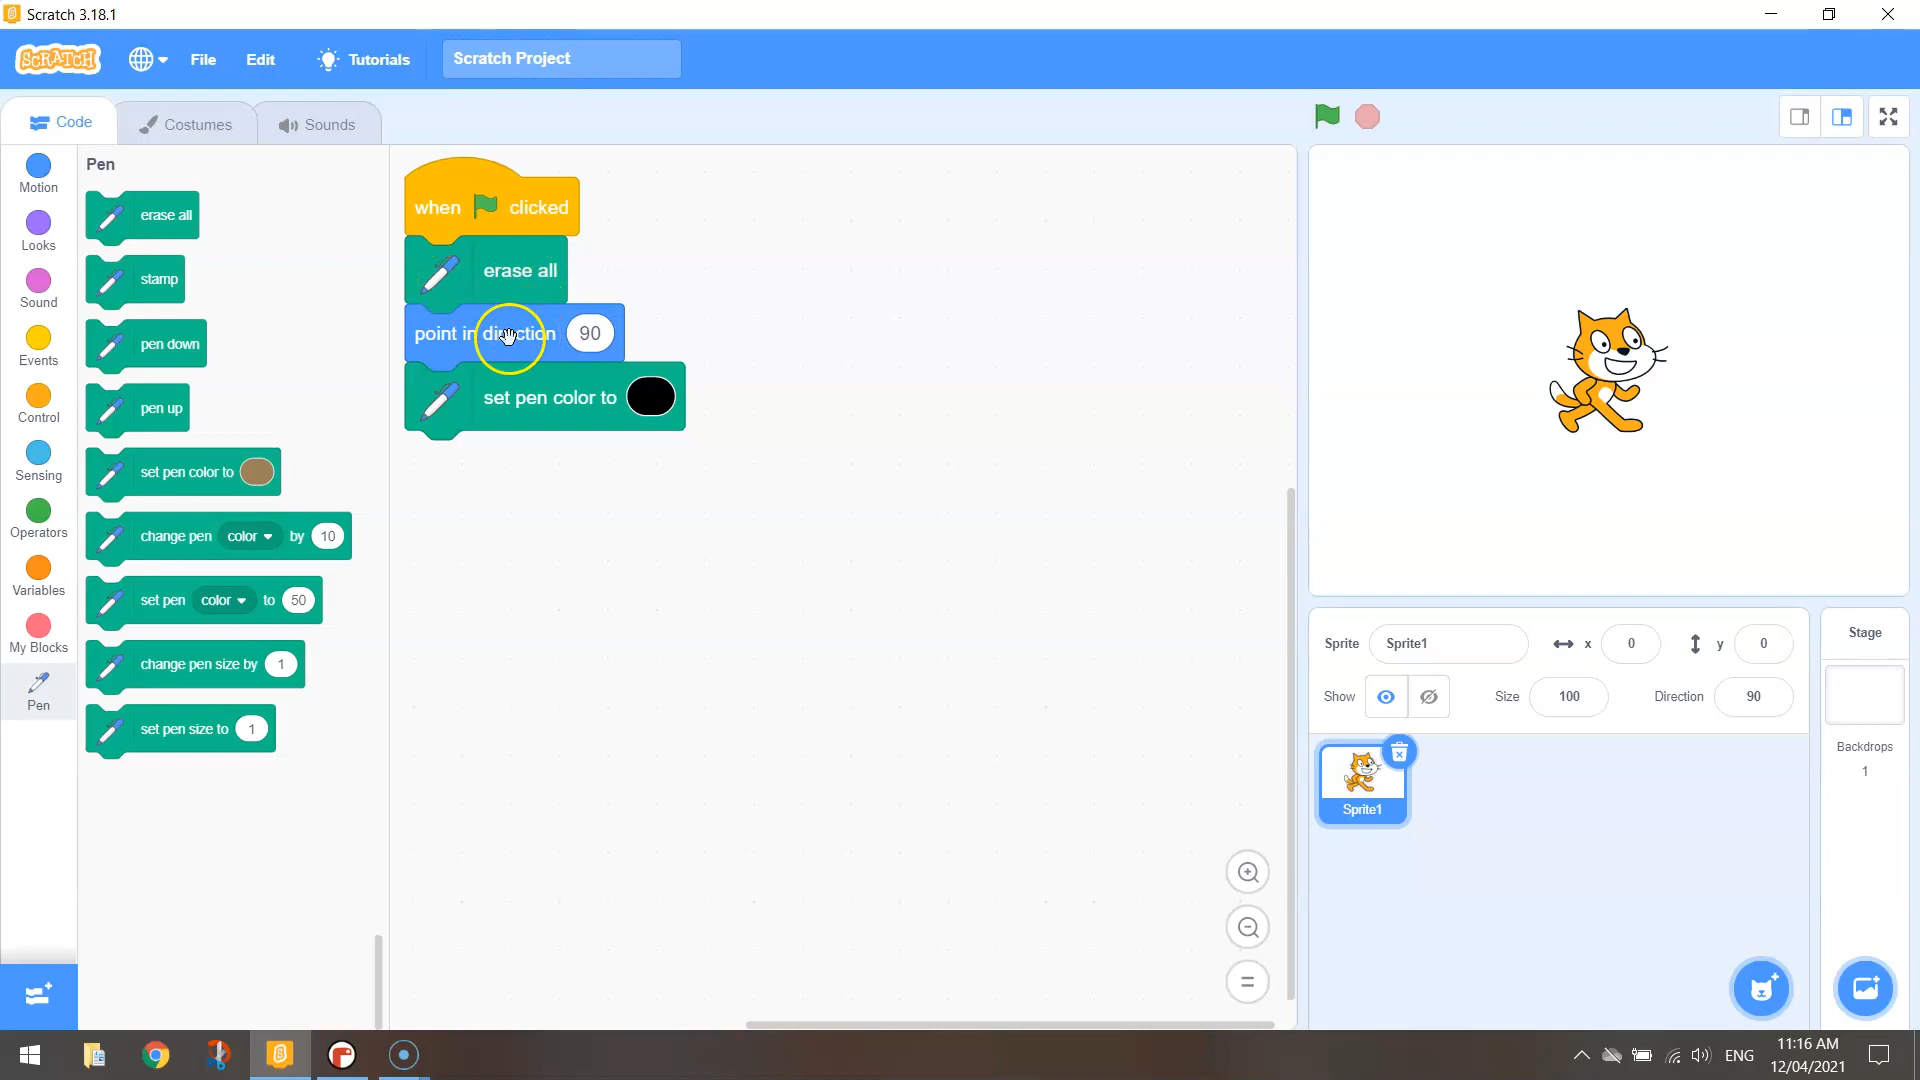 Scratch 3.18.1
SCRATCH
File
Edit
Tutorials
Scratch Project
Code
Costumes
Sounds
Motion
Looks
Sound
Events
Control
Sensing
Operators
Variables
My Blocks
Pen
Pen
erase all
stamp
pen down
pen up
set pen color to
change pen color by 10
set pen color to 50
change pen size by 1
set pen size to 1
when clicked
erase all
point in direction 90
set pen color to
Sprite Sprite1 x 0 y 0
Show Size 100 Direction 90
Sprite1
Stage
Backdrops
1
ENG
11:16 AM
12/04/2021